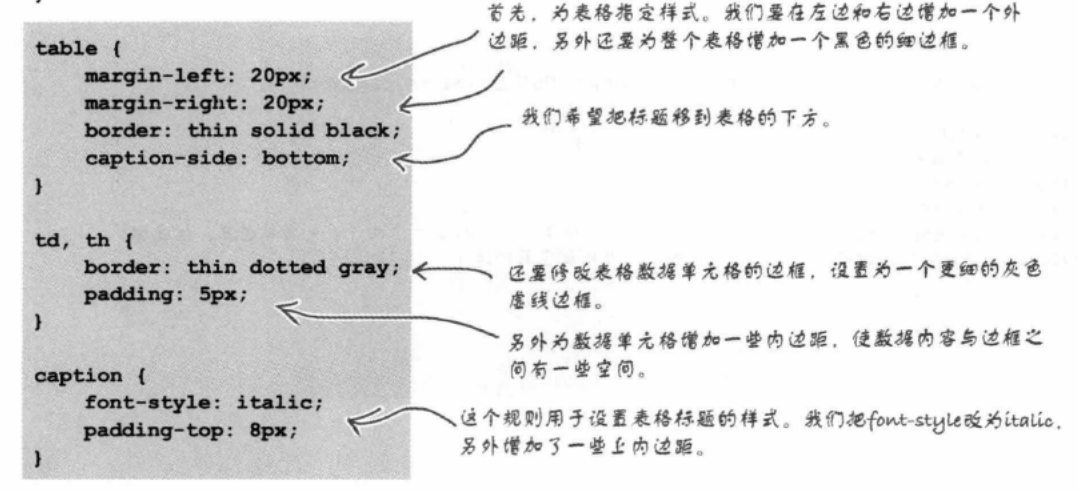 }
首先，为表格指定样式。我们要在左边和右边增加一个外
边距，另外还要为整个表格增加一个黑色的细边框。
table {
margin-left: 20px;
margin-right: 20px;
border: thin solid black;
caption-side: bottom;
}
我们希望把标题移到表格的下方。
td, th {
border: thin dotted gray;
padding: 5px;
}
还要修改表格数据单元格的边框，设置为一个更细的灰色
虚线边框。
另外为数据单元格增加一些内边距，使数据内容与边框之
间有一些空间。
caption {
font-style: italic;
padding-top: 8px;
}
这个规则用于设置表格标题的样式。我们把font-style改为italic，
另外增加了一些上内边距。